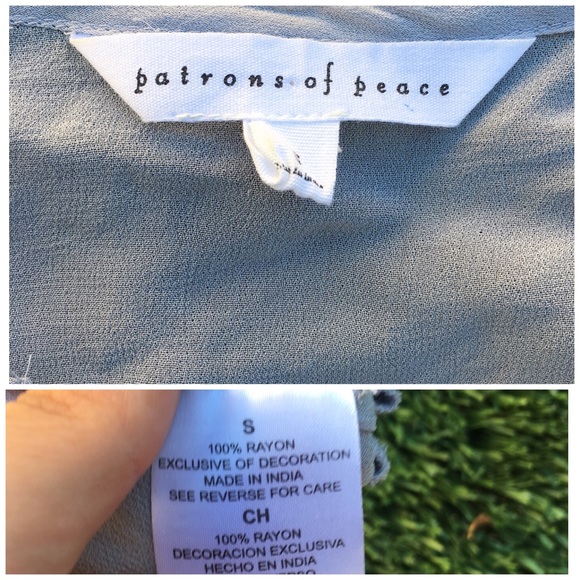 patrons of peace
S
100% RAYON
EXCLUSIVE OF DECORATION
MADE IN INDIA
SEE REVERSE FOR CARE
CH
100% RAYON
DECORACION EXCLUSIVA
HECHO EN INDIA